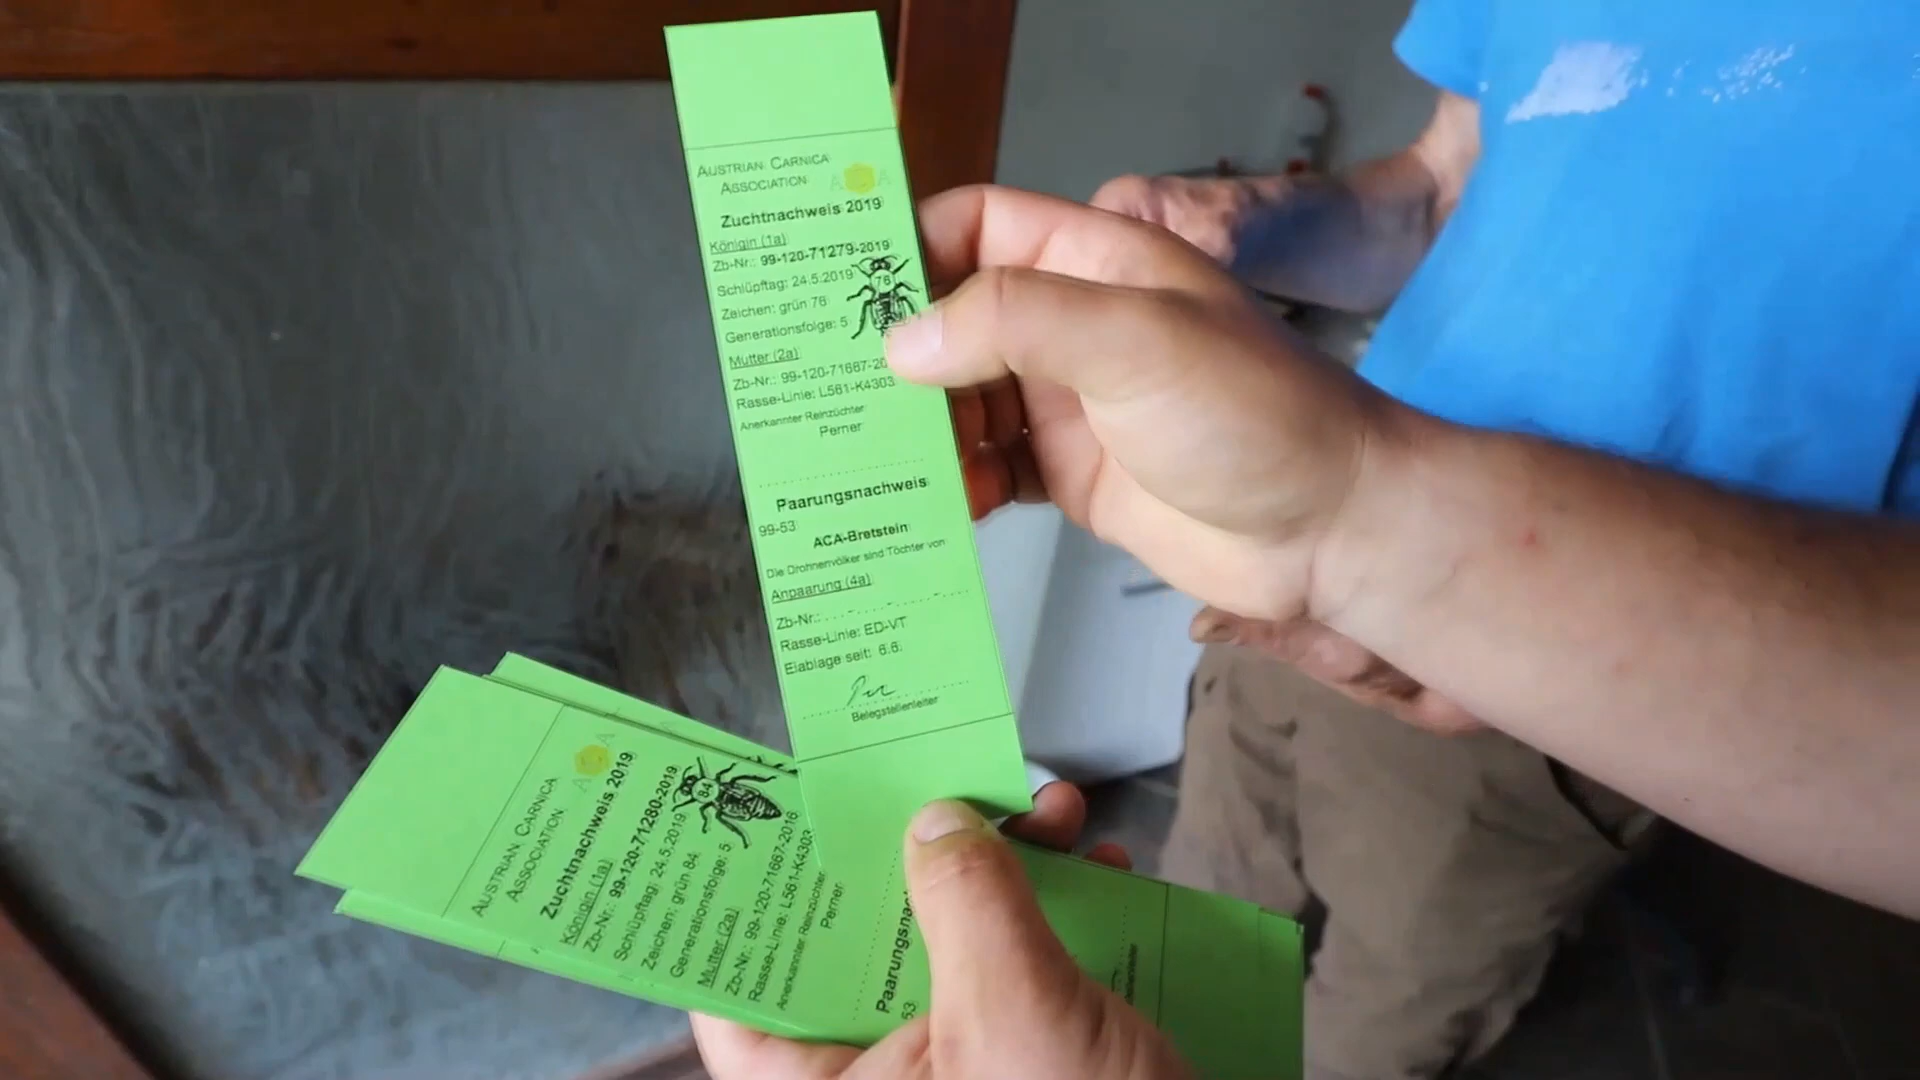 AUSTRIAN CARNICA
ASSOCIATION
A A
Zuchtnachweis 2019
Königin (1a)
Zb-Nr.: 99-120-71279-2019
Schlüpftag: 24.5.2019
76
Zeichen: grün 76
Generationsfolge: 5
Mutter (2a)
Zb-Nr.: 99-120-71667-20
Rasse-Linie: L561-K4303
Anerkannter Reinzüchter
Perner
Paarungsnachweis
99-53
ACA-Bretstein
Die Drohnenvölker sind Töchter von
Anpaarung (4a)
Zb-Nr.:
Rasse-Linie: ED-VT
Eiablage seit: 6.6.
Belegstellenleiter
AUSTRIAN CARNICA
ASSOCIATION
A A
Zuchtnachweis 2019
Königin (1a)
Zb-Nr.: 99-120-71280-2019
Schlüpftag: 24.5.2019
84
Zeichen: grün 84
Generationsfolge: 5
Mutter (2a)
Zb-Nr.: 99-120-71667-2016
Rasse-Linie: L561-K4303
Anerkannter Reinzüchter
Perner
Paarungsnach
53